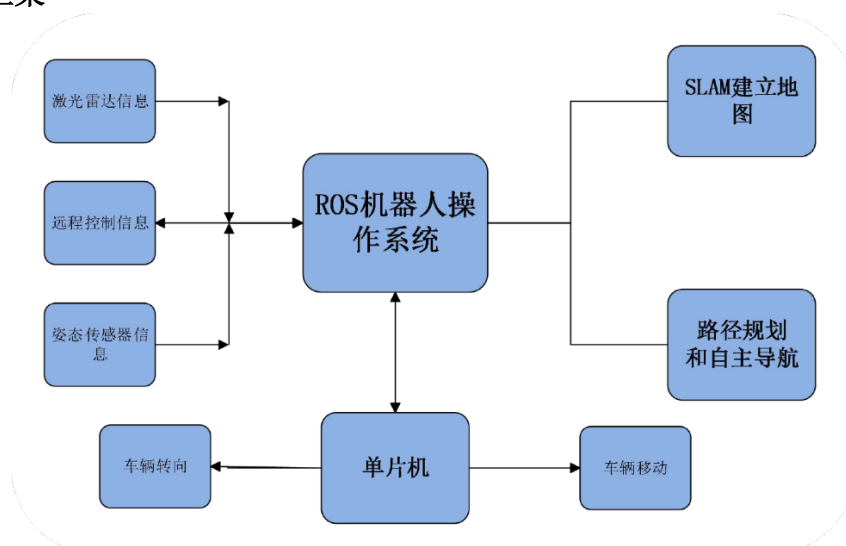 激光雷达信息
SLAM建立地
图
ROS机器人操
作系统
远程控制信息
姿态传感器信
息
路径规划
和自主导航
车辆转向
单片机
车辆移动